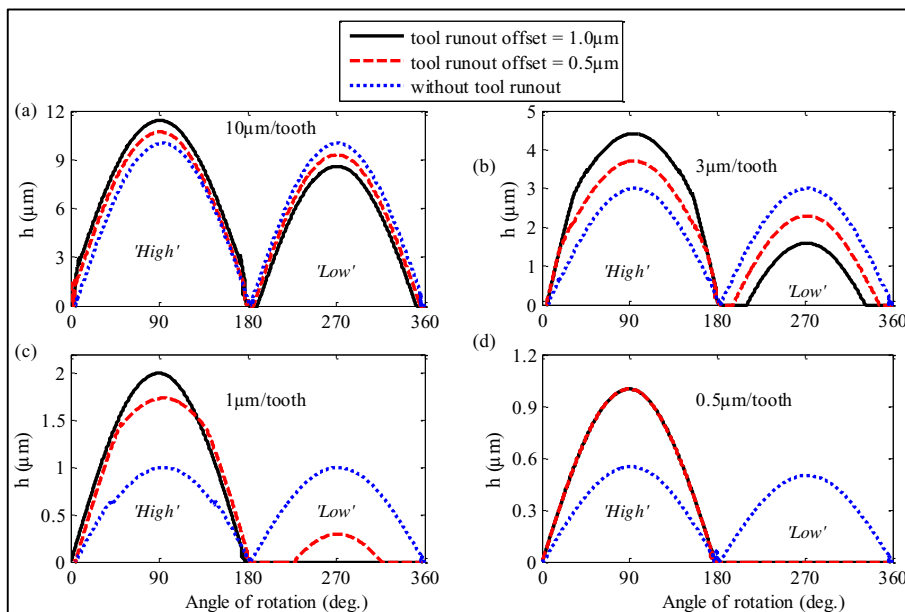 tool runout offset = 1.0μm
tool runout offset = 0.5μm
without tool runout
(a)
10μm/tooth
'High'
'Low'
h (μm)
12
9
6
3
0
0 90 180 270 360
(b)
3μm/tooth
'High'
'Low'
h (μm)
5
4
3
2
1
0
0 90 180 270 360
(c)
1μm/tooth
'High'
'Low'
h (μm)
2
1.5
1
0.5
0
0 90 180 270 360
Angle of rotation (deg.)
(d)
0.5μm/tooth
'High'
'Low'
h (μm)
1.2
0.9
0.6
0.3
0
0 90 180 270 360
Angle of rotation (deg.)